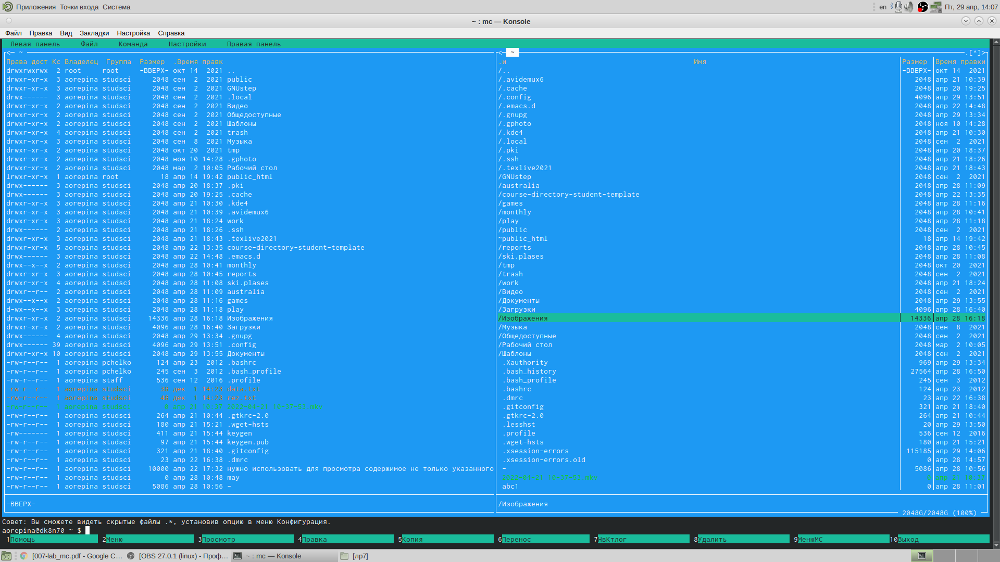 Приложения Точки входа Система
en Пт, 29 апр, 14:07
~ : mc — Konsole
Файл Правка Вид Закладки Настройка Справка
Левая панель Файл Команда Настройки Правая панель
<─ ~
Права дост Кс Владелец Группа Размер .Время правк
drwxrwxrwx 2 root root -ВВЕРХ- окт 14 2021 ..
drwxr-xr-x 3 aorepina studsci 2048 сен 2 2021 public
drwxr-xr-x 3 aorepina studsci 2048 сен 2 2021 GNUstep
drwx------ 3 aorepina studsci 2048 сен 2 2021 .local
drwxr-xr-x 2 aorepina studsci 2048 сен 2 2021 Видео
drwxr-xr-x 2 aorepina studsci 2048 сен 2 2021 Общедоступные
drwxr-xr-x 2 aorepina studsci 2048 сен 2 2021 Шаблоны
drwxr-xr-x 4 aorepina studsci 2048 сен 2 2021 trash
drwxr-xr-x 3 aorepina studsci 2048 сен 8 2021 Музыка
drwxr-xr-x 2 aorepina studsci 2048 окт 20 2021 tmp
drwxr-xr-x 2 aorepina studsci 2048 ноя 10 14:28 .gphoto
drwxr-xr-x 2 aorepina studsci 2048 мар 2 10:05 Рабочий стол
lrwxr-xr-x 1 aorepina root 18 апр 14 19:42 public_html
drwx------ 3 aorepina studsci 2048 апр 20 18:37 .pki
drwx------ 3 aorepina studsci 2048 апр 20 19:25 .cache
drwxr-xr-x 3 aorepina studsci 2048 апр 21 10:30 .kde4
drwxr-xr-x 3 aorepina studsci 2048 апр 21 10:39 .avidemux6
drwxr-xr-x 3 aorepina studsci 2048 апр 21 18:24 work
drwx------ 2 aorepina studsci 2048 апр 21 18:26 .ssh
drwxr-xr-x 3 aorepina studsci 2048 апр 21 18:43 .texlive2021
drwxr-xr-x 5 aorepina studsci 2048 апр 22 13:35 course-directory-student-template
drwx------ 3 aorepina studsci 2048 апр 22 14:48 .emacs.d
drwx--x--x 2 aorepina studsci 2048 апр 28 10:41 monthly
drwxr-xr-x 3 aorepina studsci 2048 апр 28 10:45 reports
drwxr-xr-x 4 aorepina studsci 2048 апр 28 11:08 ski.plases
drwxr--r-- 2 aorepina studsci 2048 апр 28 11:09 australia
drwx--x--x 2 aorepina studsci 2048 апр 28 11:16 games
d-wx--x--x 3 aorepina studsci 2048 апр 28 11:18 play
drwxr-xr-x 2 aorepina studsci 14336 апр 28 16:18 Изображения
drwxr-xr-x 2 aorepina studsci 4096 апр 28 16:40 Загрузки
drwx------ 4 aorepina studsci 2048 апр 29 13:34 .gnupg
drwx------ 39 aorepina studsci 4096 апр 29 13:51 .config
drwxr-xr-x 10 aorepina studsci 2048 апр 29 13:55 Документы
-rw-r--r-- 1 aorepina pchelko 124 апр 23 2012 .bashrc
-rw-r--r-- 1 aorepina pchelko 245 сен 3 2012 .bash_profile
-rw-r--r-- 1 aorepina staff 536 сен 12 2016 .profile
-rw-r--r-- 1 aorepina studsci 38 дек 1 14:23 data.txt
-rw-r--r-- 1 aorepina studsci 48 дек 1 14:23 rez.txt
-rw-r--r-- 1 aorepina studsci 264 апр 21 10:44 .gtkrc-2.0
-rw-r--r-- 1 aorepina studsci 180 апр 21 15:21 .wget-hsts
-rw------- 1 aorepina studsci 411 апр 21 15:44 keygen
-rw-r--r-- 1 aorepina studsci 97 апр 21 15:44 keygen.pub
-rw-r--r-- 1 aorepina studsci 321 апр 21 18:40 .gitconfig
-rw-r--r-- 1 aorepina studsci 23 апр 22 16:38 .dmrc
-rw-r--r-- 1 aorepina studsci 10000 апр 22 17:32 нужно использовать для просмотра содержимое не только указанного
-rw-r--r-- 1 aorepina studsci 0 апр 28 10:48 may
-rw-r--r-- 1 aorepina studsci 5086 апр 28 10:56 -
-ВВЕРХ-
<─ ~ .[^]>
.и Имя Размер Время правки
/.. -ВВЕРХ- окт 14 2021
/.avidemux6 2048 апр 21 10:39
/.cache 2048 апр 20 19:25
/.config 4096 апр 29 13:51
/.emacs.d 2048 апр 22 14:48
/.gnupg 2048 апр 29 13:34
/.gphoto 2048 ноя 10 14:28
/.kde4 2048 апр 21 10:30
/.local 2048 сен 2 2021
/.pki 2048 апр 20 18:37
/.ssh 2048 апр 21 18:26
/.texlive2021 2048 апр 21 18:43
/GNUstep 2048 сен 2 2021
/australia 2048 апр 28 11:09
/course-directory-student-template 2048 апр 22 13:35
/games 2048 апр 28 11:16
/monthly 2048 апр 28 10:41
/play 2048 апр 28 11:18
/public 2048 сен 2 2021
~public_html 18 апр 14 19:42
/reports 2048 апр 28 10:45
/ski.plases 2048 апр 28 11:08
/tmp 2048 окт 20 2021
/trash 2048 сен 2 2021
/work 2048 апр 21 18:24
/Видео 2048 сен 2 2021
/Документы 2048 апр 29 13:55
/Загрузки 4096 апр 28 16:40
/Изображения 14336 апр 28 16:18
/Музыка 2048 сен 8 2021
/Общедоступные 2048 сен 2 2021
/Рабочий стол 2048 мар 2 10:05
/Шаблоны 2048 сен 2 2021
.Xauthority 969 апр 29 13:34
.bash_history 27564 апр 28 16:50
.bash_profile 245 сен 3 2012
.bashrc 124 апр 23 2012
.dmrc 23 апр 22 16:38
.gitconfig 321 апр 21 18:40
.gtkrc-2.0 264 апр 21 10:44
.lesshst 20 апр 29 13:50
.profile 536 сен 12 2016
.wget-hsts 180 апр 21 15:21
.xsession-errors 115185 апр 29 14:06
.xsession-errors.old 0 апр 28 14:57
- 5086 апр 28 10:56
abc1 0 апр 28 11:01
/Изображения
2048G/2048G (100%)
Совет: Вы сможете видеть скрытые файлы .*, установив опцию в меню Конфигурация.
aorepina@dk8n70 ~ $
1Помощь 2Меню 3Просмотр 4Правка 5Копия 6Перенос 7НвКтлог 8Удалить 9МенюМС 10Выход
[007-lab_mc.pdf - Google C... [OBS 27.0.1 (linux) - Проф... ~ : mc — Konsole [лр7]